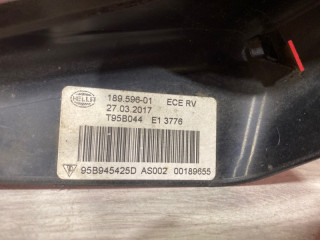 HELLA 189.596-01 ECE RV
27.03.2017
T95B044 E1 3776
95B945425D AS002 00189655